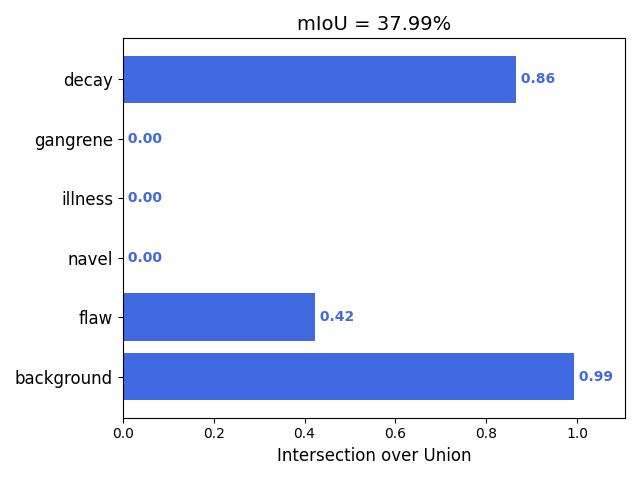 mIoU = 37.99%
decay 0.86
gangrene 0.00
illness 0.00
navel 0.00
flaw 0.42
background 0.99
0.0 0.2 0.4 0.6 0.8 1.0
Intersection over Union